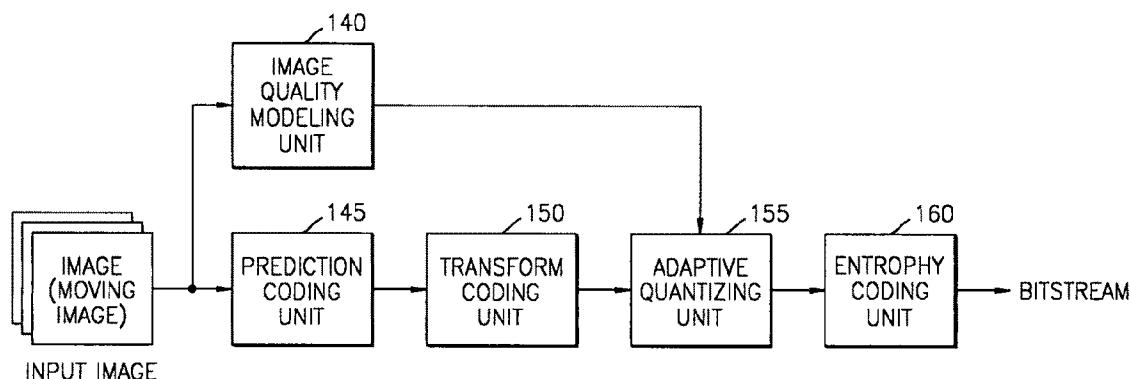 140
IMAGE
QUALITY
MODELING
UNIT
IMAGE
(MOVING
IMAGE)
INPUT IMAGE
145
PREDICTION
CODING
UNIT
150
TRANSFORM
CODING
UNIT
155
ADAPTIVE
QUANTIZING
UNIT
160
ENTROPHY
CODING
UNIT
BITSTREAM